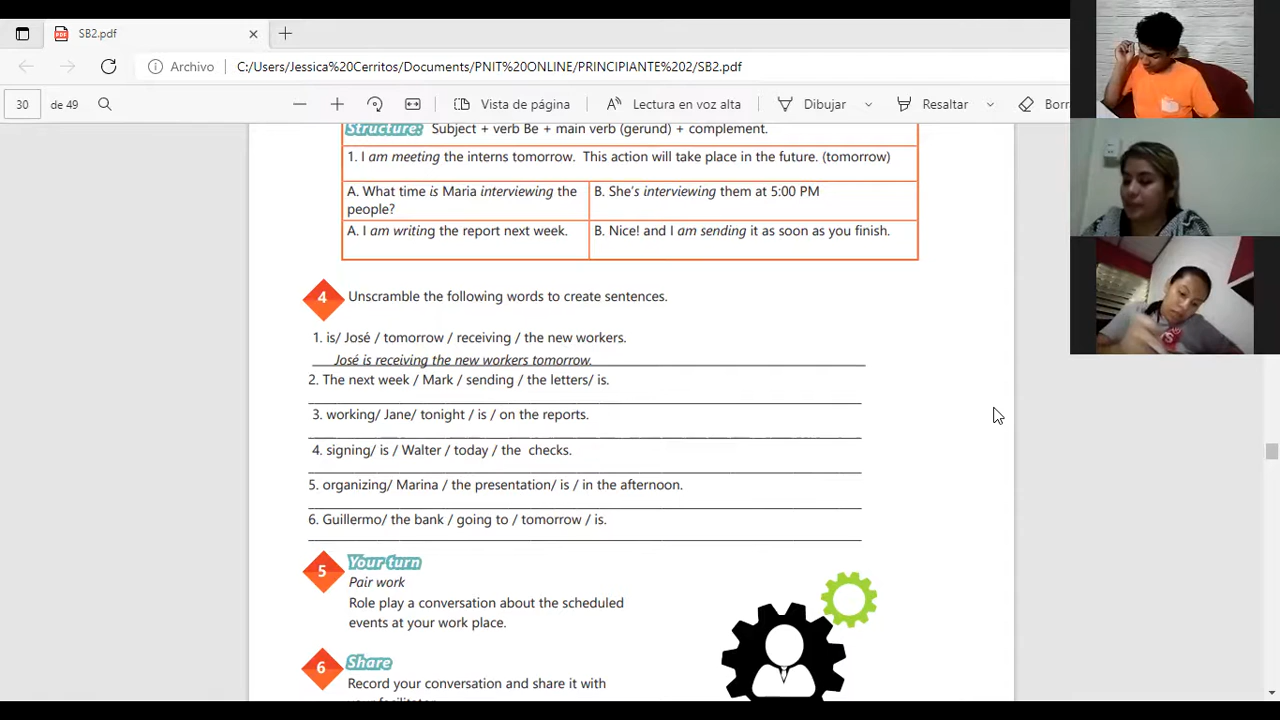 SB2.pdf
Archivo C:/Users/Jessica%20Cerritos/
ments/PNIT%
NE/PRINCIPIANTE%202/SB2.pdf
30 de 49 Vista de página Lectura en voz alta Dibujar Resaltar Borr
Structure: Subject + verb Be + main verb (gerund) + complement.
1. I am meeting the interns tomorrow. This action will take place in the future. (tomorrow)
A. What time is Maria interviewing the people?
B. She's interviewing them at 5:00 PM
A. I am writing the report next week.
B. Nice! and I am sending it as soon as you finish.
4 Unscramble the following words to create sentences.
1. is/ José / tomorrow / receiving / the new workers.
José is receiving the new workers tomorrow.
2. The next week / Mark / sending / the letters/ is.
3. working/ Jane/ tonight / is / on the reports.
4. signing/ is / Walter / today / the checks.
5. organizing/ Marina / the presentation/ is / in the afternoon.
6. Guillermo/ the bank / going to / tomorrow / is.
5 Your turn
Pair work
Role play a conversation about the scheduled
events at your work place.
6 Share
Record your conversation and share it with